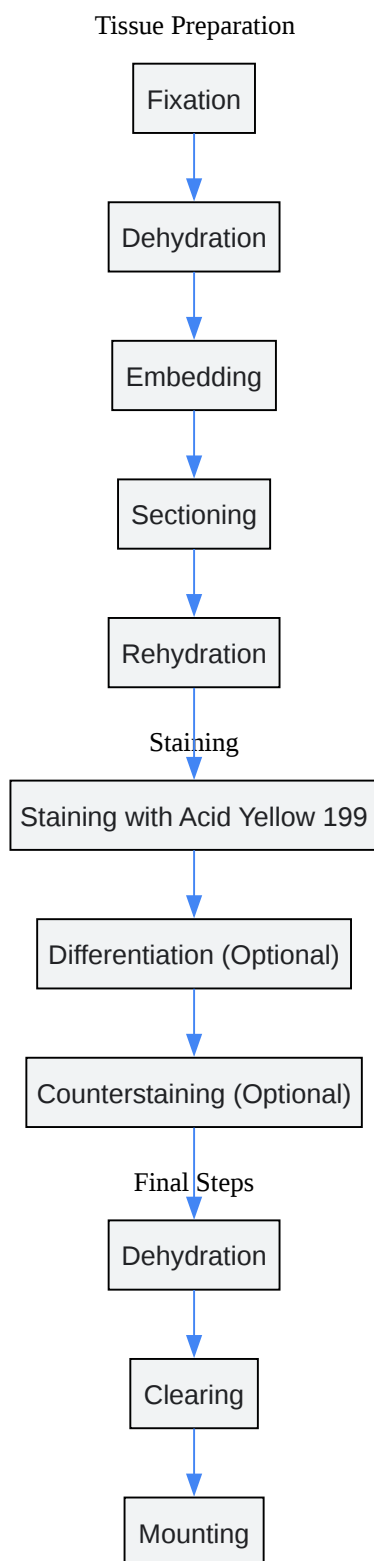 Tissue Preparation
Fixation
Dehydration
Embedding
Sectioning
Rehydration
Staining
Staining with Acid Yellow 199
Differentiation (Optional)
Counterstaining (Optional)
Final Steps
Dehydration
Clearing
Mounting